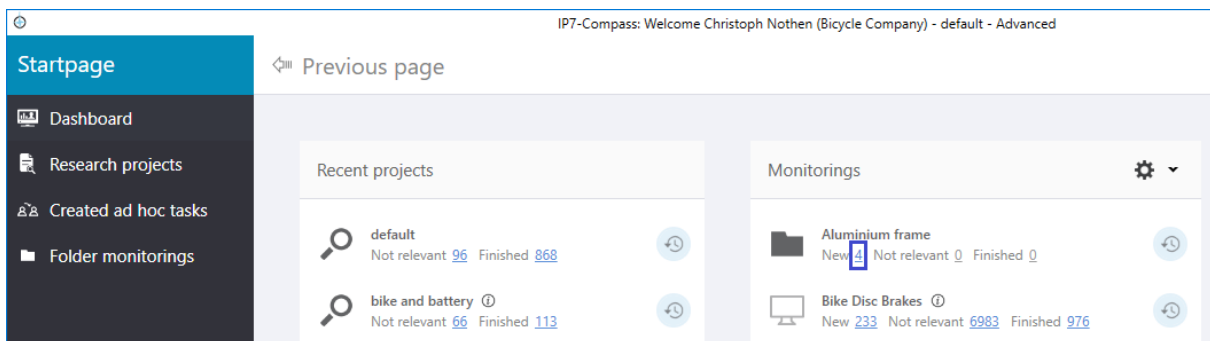 IP7-Compass: Welcome Christoph Nothen (Bicycle Company) - default - Advanced
Startpage
Previous page
Dashboard
Research projects
Created ad hoc tasks
Folder monitorings
Recent projects
default
Not relevant 96 Finished 868
bike and battery
Not relevant 66 Finished 113
Monitorings
Aluminium frame
New 4 Not relevant 0 Finished 0
Bike Disc Brakes
New 233 Not relevant 6983 Finished 976